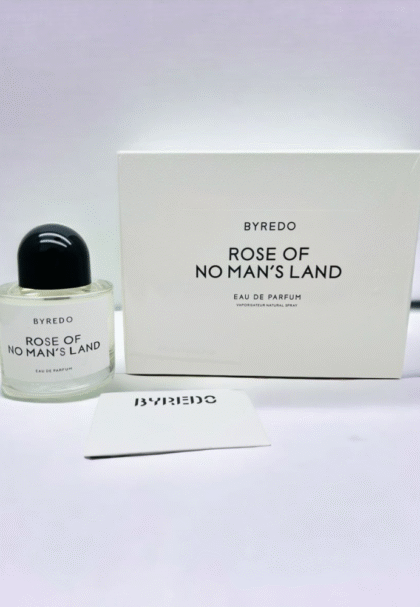 BYREDO
ROSE OF
NO MAN'S LAND
EAU DE PARFUM
VAPORISATEUR NATURAL SPRAY
BYREDO
ROSE OF
NO MAN'S LAND
EAU DE PARFUM
BYREDO